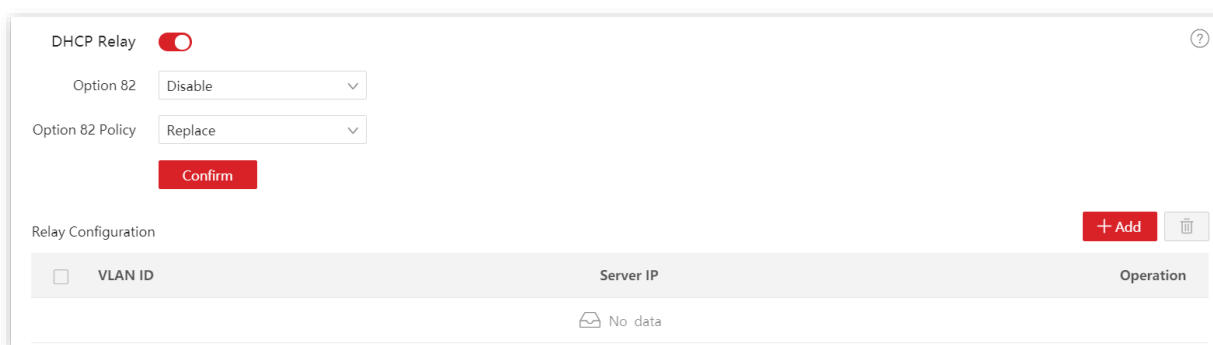 DHCP Relay
?
Option 82 Disable
Option 82 Policy Replace
Confirm
Relay Configuration
+ Add
VLAN ID Server IP Operation
No data